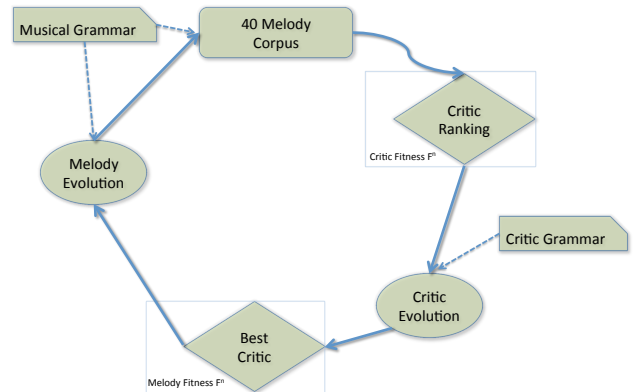 Musical Grammar
40 Melody
Corpus
Critic
Ranking
Critic Fitness Fⁿ
Melody
Evolution
Critic Grammar
Critic
Evolution
Best
Critic
Melody Fitness Fⁿ